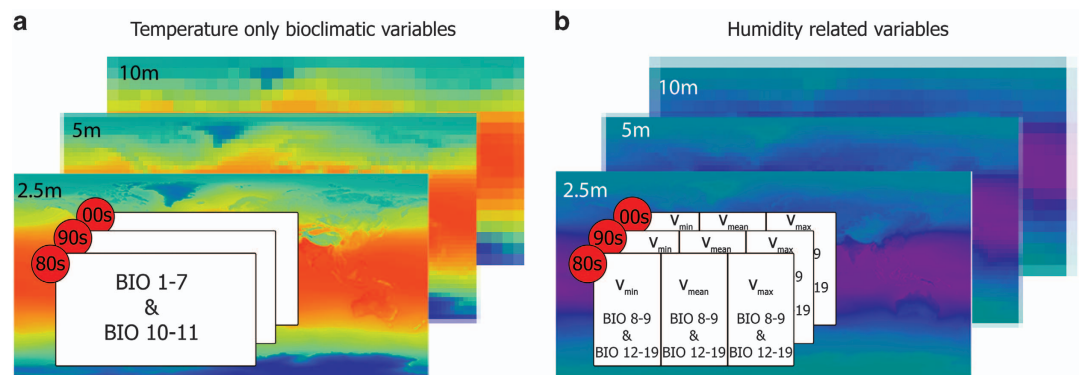 a
Temperature only bioclimatic variables
10m
5m
2.5m
00s
90s
80s
BIO 1-7
&
BIO 10-11
b
Humidity related variables
10m
5m
2.5m
00s
Vmin Vmean Vmax
90s
Vmin Vmean Vmax
9
80s
9
19
Vmin Vmean Vmax
19
BIO 8-9 BIO 8-9 BIO 8-9
& & &
BIO 12-19 BIO 12-19 BIO 12-19